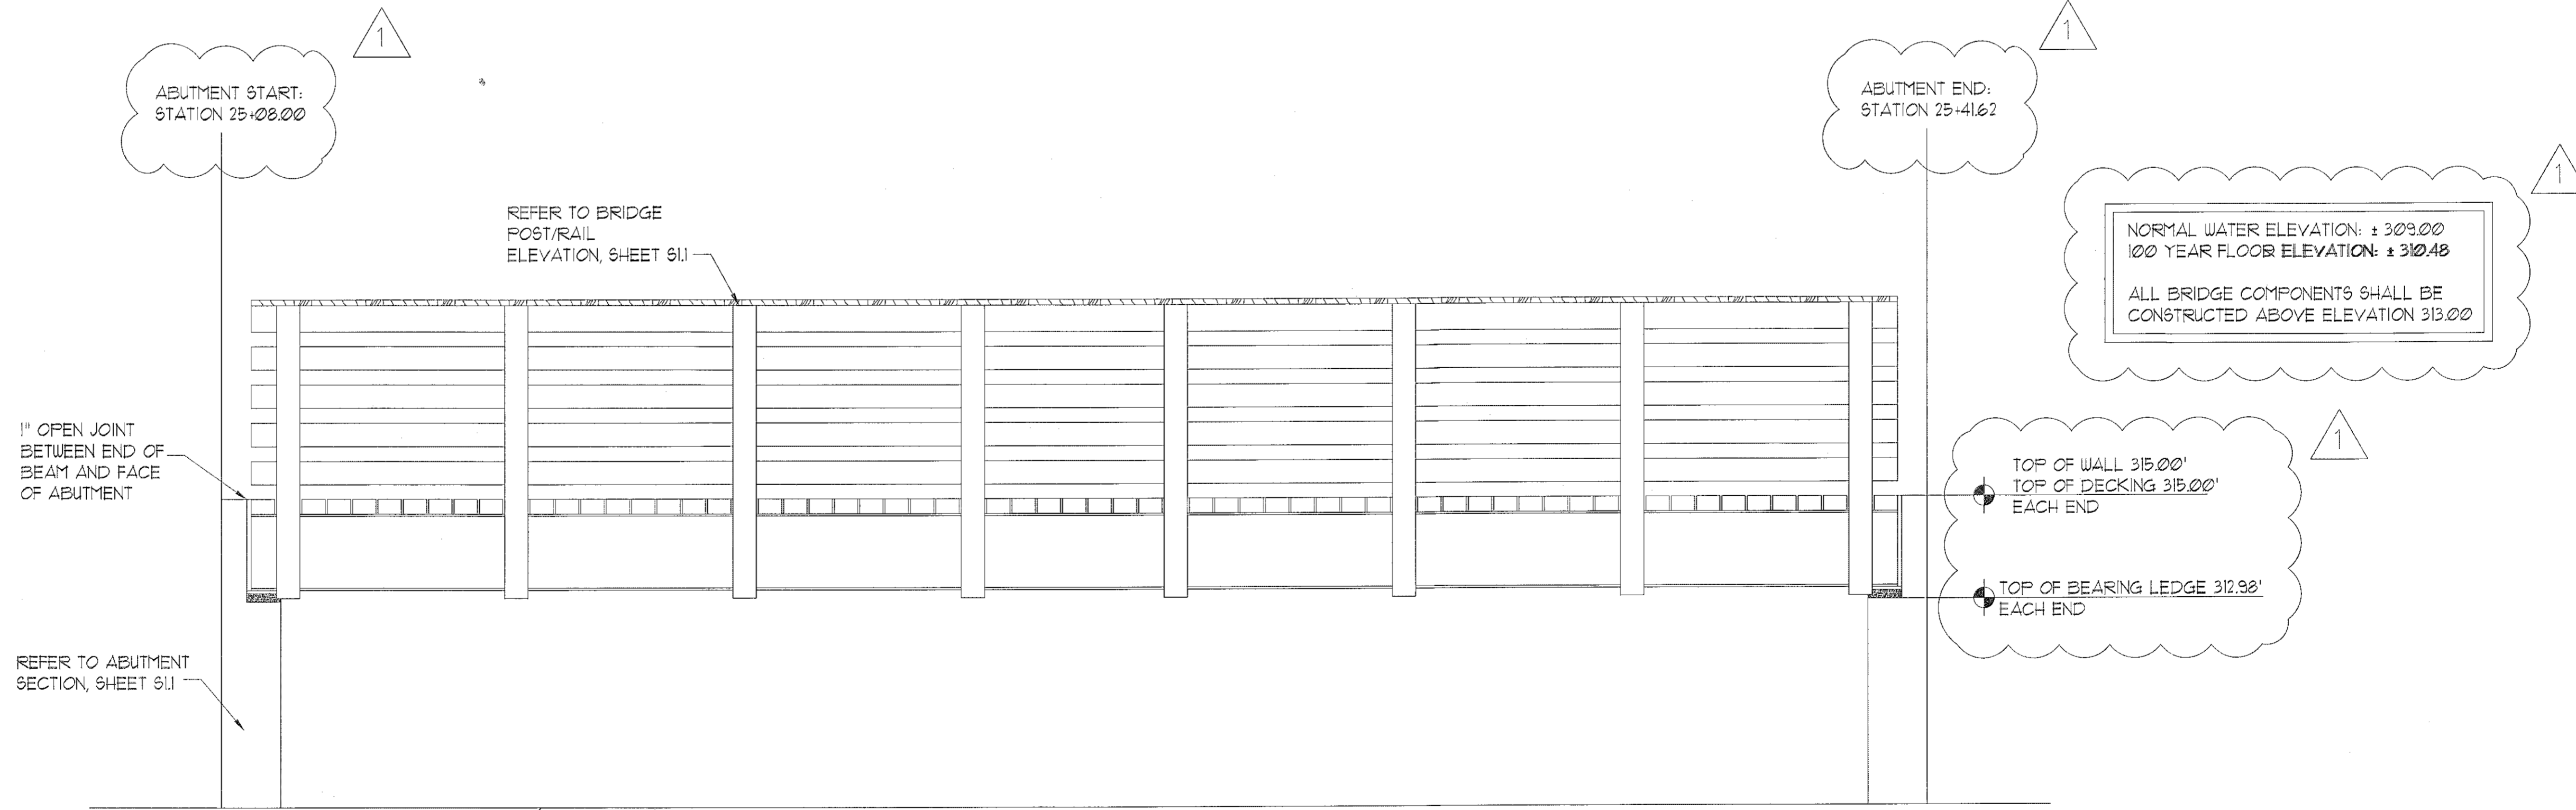 1
ABUTMENT START:
STATION 25+08.00
1
ABUTMENT END:
STATION 25+41.62
1
NORMAL WATER ELEVATION: ± 309.00
100 YEAR FLOOR ELEVATION: ± 310.48
ALL BRIDGE COMPONENTS SHALL BE
CONSTRUCTED ABOVE ELEVATION 313.00
REFER TO BRIDGE
POST/RAIL
ELEVATION, SHEET S1.1
1" OPEN JOINT
BETWEEN END OF
BEAM AND FACE
OF ABUTMENT
1
TOP OF WALL 315.00'
TOP OF DECKING 315.00'
EACH END
TOP OF BEARING LEDGE 312.98'
EACH END
REFER TO ABUTMENT
SECTION, SHEET S1.1